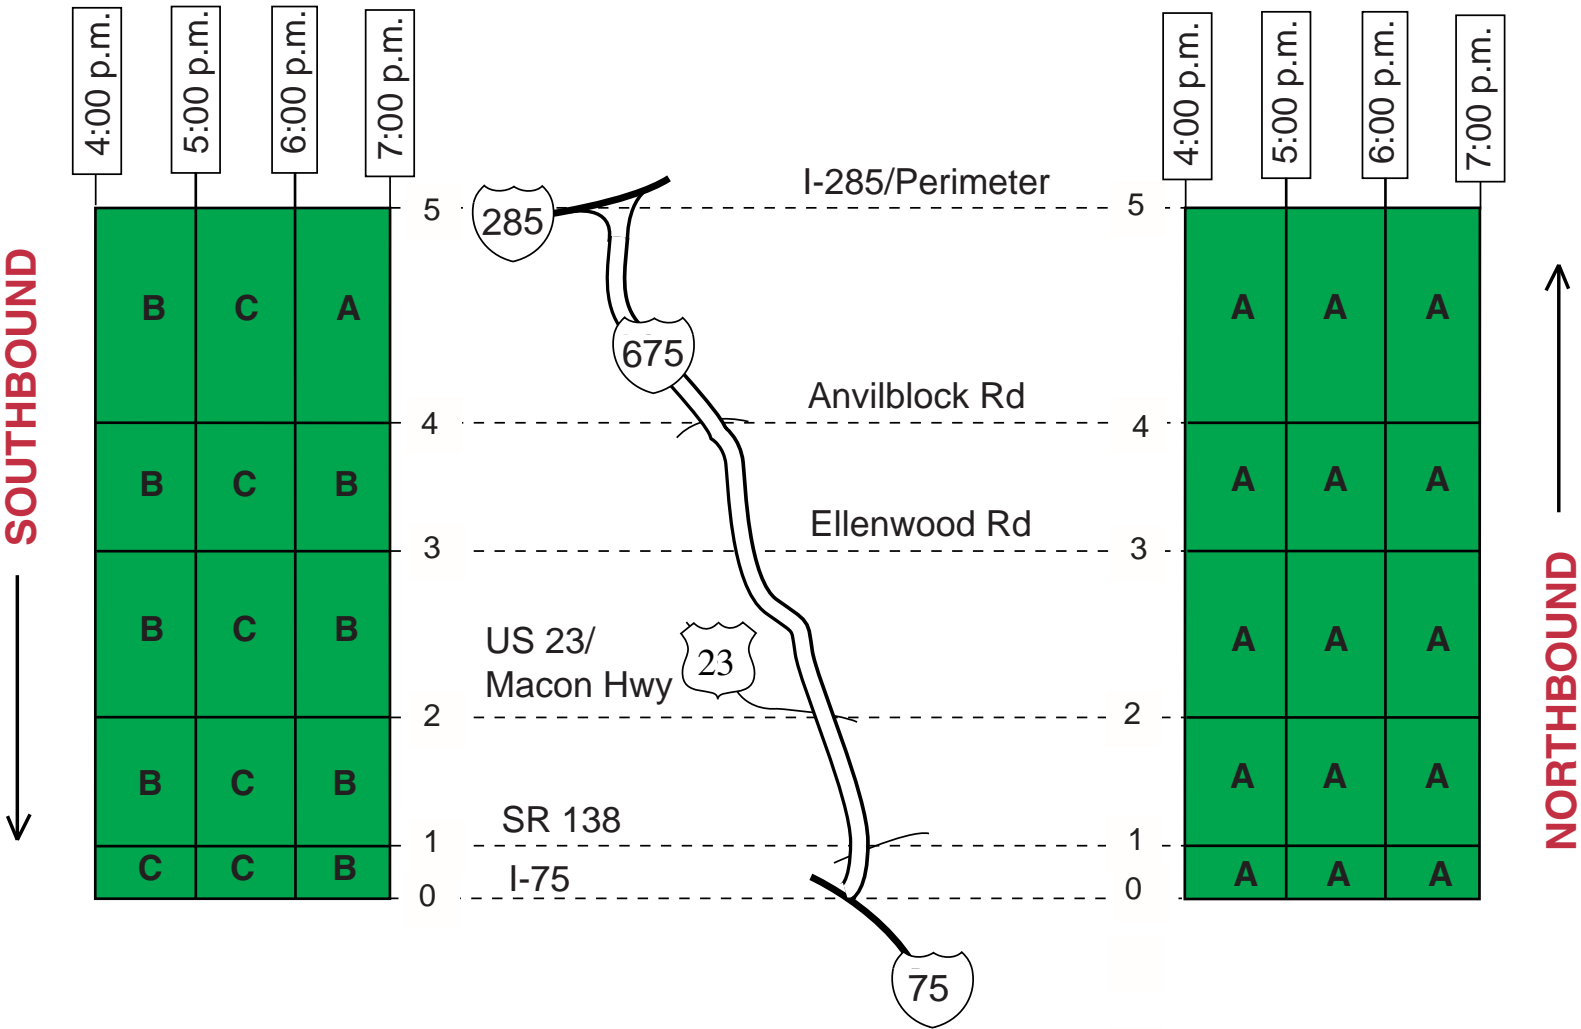 4:00 p.m.
5:00 p.m.
6:00 p.m.
7:00 p.m.
4:00 p.m.
5:00 p.m.
6:00 p.m.
7:00 p.m.
I-285/Perimeter
5
285
5
SOUTHBOUND
B C A
A A A
675
Anvilblock Rd
4
4
B C B
A A A
Ellenwood Rd
3
3
NORTHBOUND
B C B
US 23/
Macon Hwy
23
A A A
2
2
B C B
A A A
SR 138
1
1
C C B
I-75
A A A
0
0
75